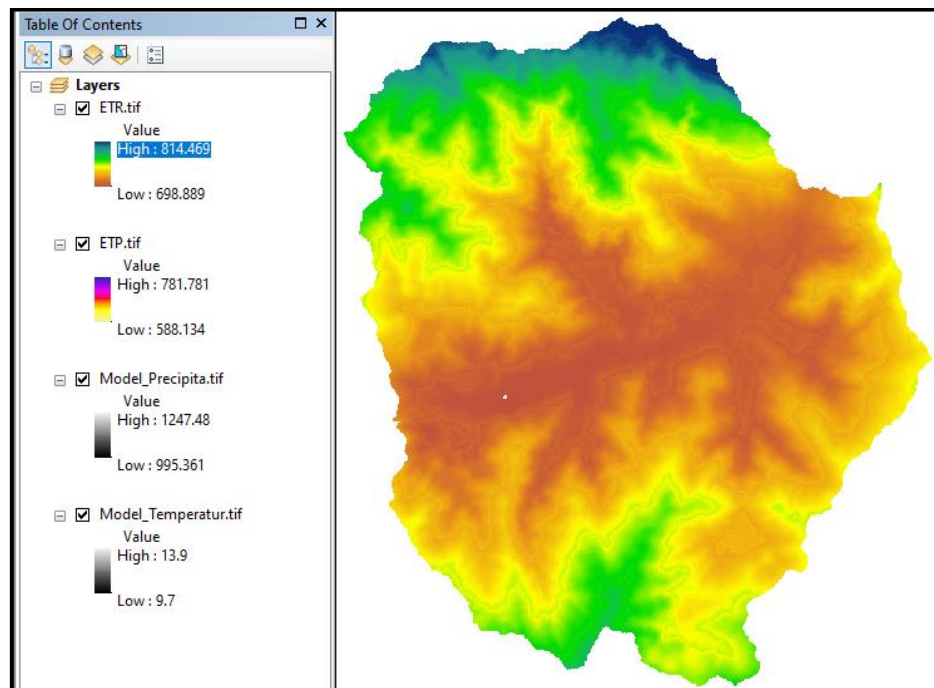 Table Of Contents
Layers
ETR.tif
Value
High : 814.469
Low : 698.889
ETP.tif
Value
High : 781.781
Low : 588.134
Model_Precipita.tif
Value
High : 1247.48
Low : 995.361
Model_Temperatur.tif
Value
High : 13.9
Low : 9.7